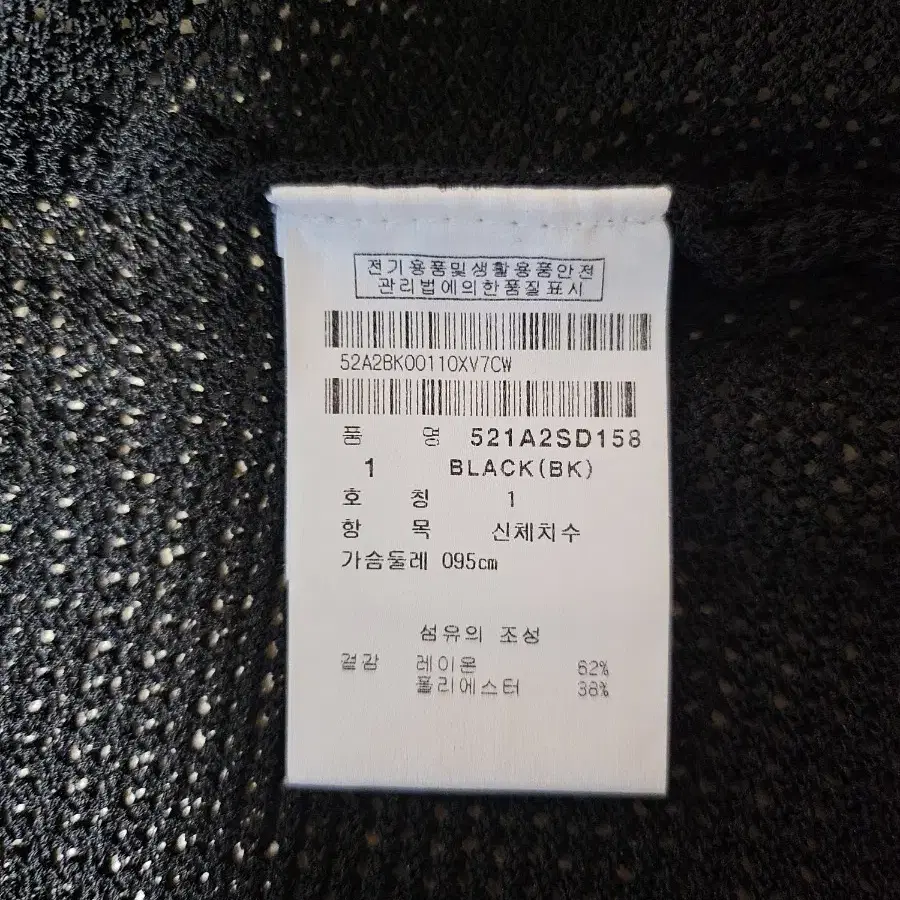 전기용품및생활용품안전
관리법에의한품질표시
52A2BK00110XV7CW
품 명 521A2SD158
1 BLACK(BK)
호 칭 1
항 목 신체치수
가슴둘레 095cm
섬유의 조성
겉감 레이온 62%
폴리에스터 38%